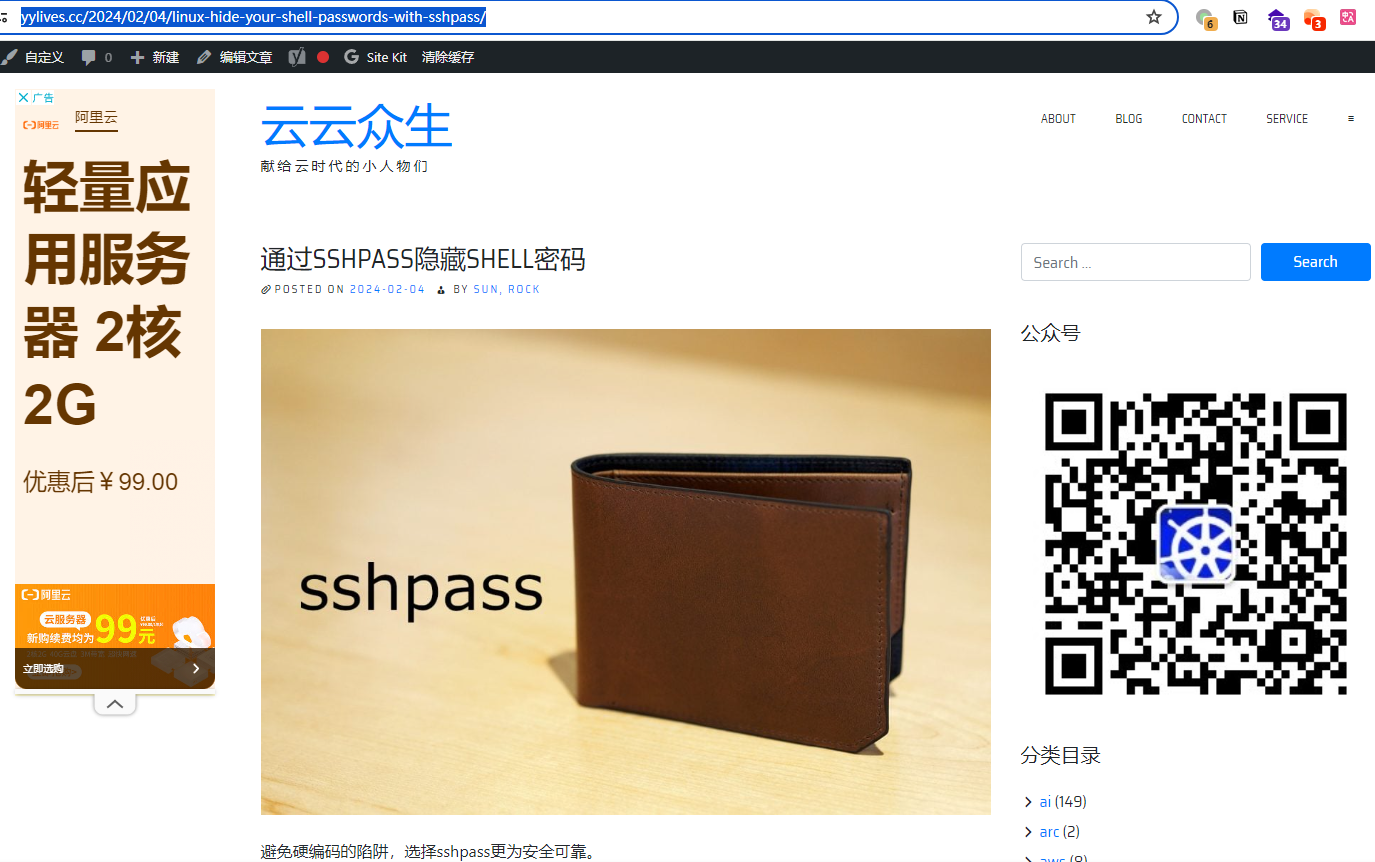 yylives.cc/2024/02/04/linux-hide-your-shell-passwords-with-sshpass/
6
34
3
自定义
0
新建
编辑文章
Site Kit
清除缓存
广告
阿里云
阿里云
轻量应
用服务
器 2核
2G
优惠后￥99.00
阿里云
云服务器
新购续费均为99元
立即选购
云云众生
献给云时代的小人物们
ABOUT
BLOG
CONTACT
SERVICE
≡
通过SSHPASS隐藏SHELL密码
POSTED ON 2024-02-04 BY SUN, ROCK
sshpass
避免硬编码的陷阱，选择sshpass更为安全可靠。
Search ...
Search
公众号
分类目录
ai (149)
arc (2)
aws (8)